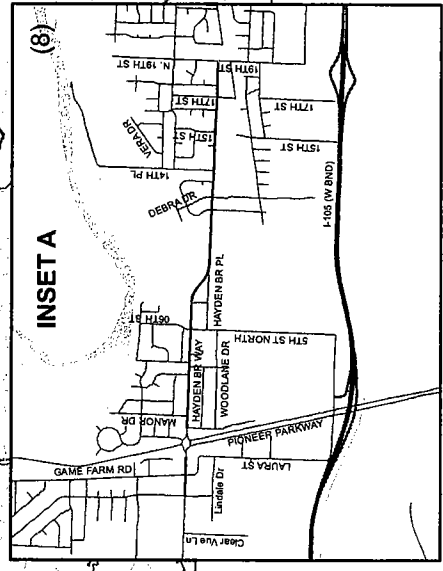 (8)
INSET A
N. 19TH ST
19TH ST
17TH ST
17TH ST
VERA DR
15TH ST
15TH ST
14TH PL
DEBRA DR
I-105 (W BND)
HAYDEN BR PL
06TH ST
5TH ST NORTH
HAYDEN BR WAY
WOODLANE DR
MANOR DR
PIONEER PARKWAY
GAME FARM RD
LAURA ST
Lindale Dr
Clear Vue Ln